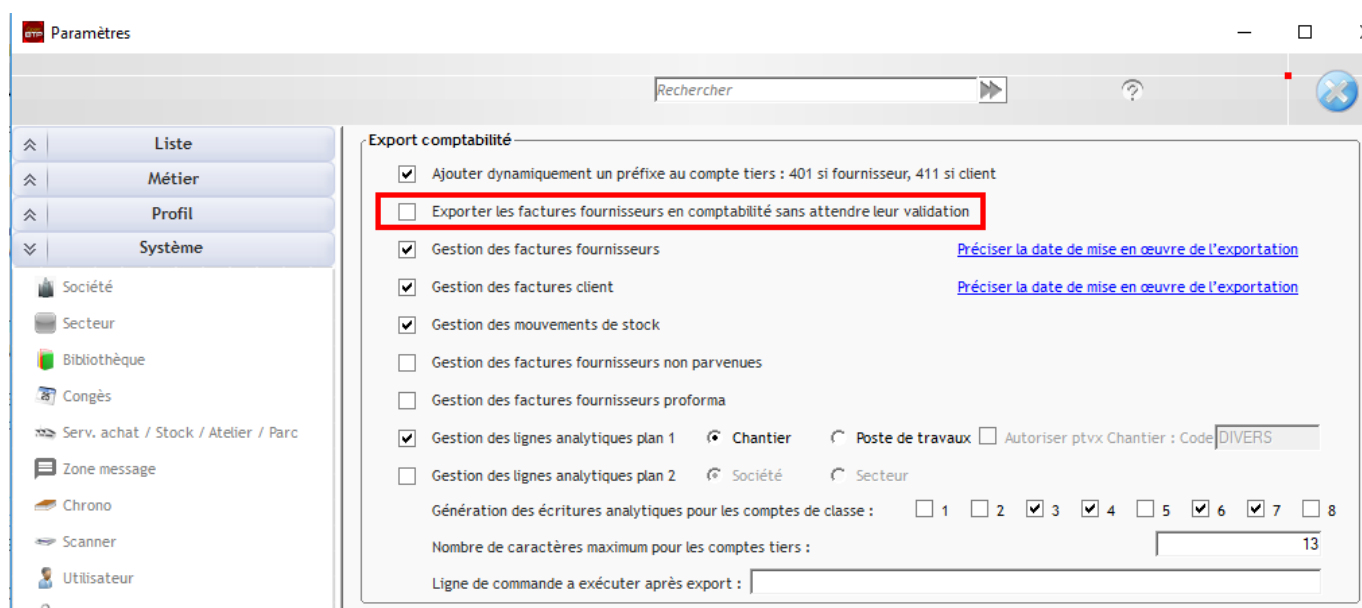 BTP Paramètres
Rechercher
Liste
Métier
Profil
Système
Société
Secteur
Bibliothèque
Congès
Serv. achat / Stock / Atelier / Parc
Zone message
Chrono
Scanner
Utilisateur
Export comptabilité
Ajouter dynamiquement un préfixe au compte tiers : 401 si fournisseur, 411 si client
Exporter les factures fournisseurs en comptabilité sans attendre leur validation
Gestion des factures fournisseurs Préciser la date de mise en œuvre de l'exportation
Gestion des factures client Préciser la date de mise en œuvre de l'exportation
Gestion des mouvements de stock
Gestion des factures fournisseurs non parvenues
Gestion des factures fournisseurs proforma
Gestion des lignes analytiques plan 1 Chantier Poste de travaux Autoriser ptvx Chantier : Code DIVERS
Gestion des lignes analytiques plan 2 Société Secteur
Génération des écritures analytiques pour les comptes de classe : 1 2 3 4 5 6 7 8
Nombre de caractères maximum pour les comptes tiers : 13
Ligne de commande a exécuter après export :